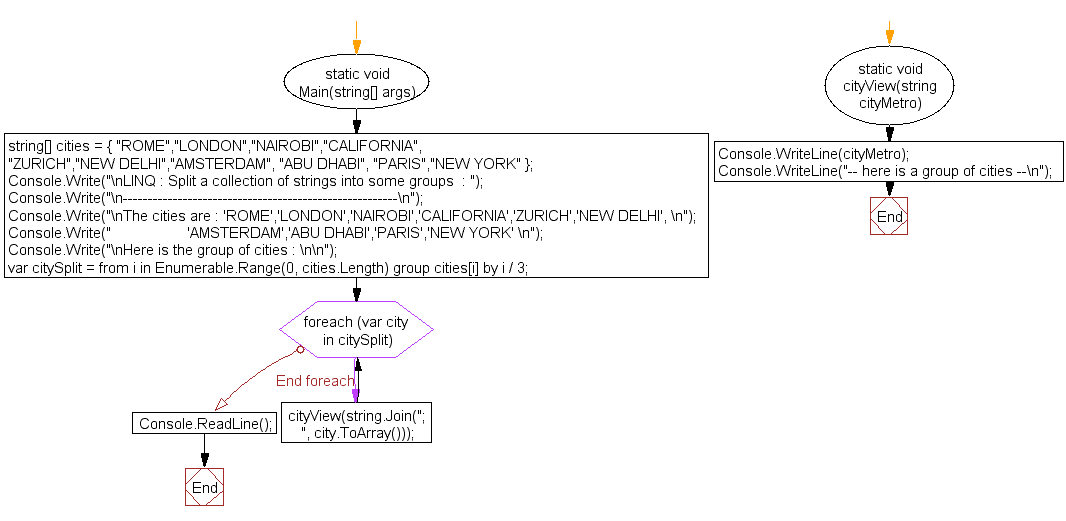 static void
Main(string[] args)
string[] cities = { "ROME","LONDON","NAIROBI","CALIFORNIA",
"ZURICH","NEW DELHI","AMSTERDAM", "ABU DHABI", "PARIS","NEW YORK" };
Console.Write("\nLINQ : Split a collection of strings into some groups  : ");
Console.Write("\n-------------------------------------------------------\n");
Console.Write("\nThe cities are : 'ROME','LONDON','NAIROBI','CALIFORNIA','ZURICH','NEW DELHI', \n");
Console.Write("                 'AMSTERDAM','ABU DHABI','PARIS','NEW YORK' \n");
Console.Write("\nHere is the group of cities : \n\n");
var citySplit = from i in Enumerable.Range(0, cities.Length) group cities[i] by i / 3;
foreach (var city
in citySplit)
End foreach
cityView(string.Join(";
", city.ToArray()));
Console.ReadLine();
End
static void
cityView(string
cityMetro)
Console.WriteLine(cityMetro);
Console.WriteLine("-- here is a group of cities --\n");
End